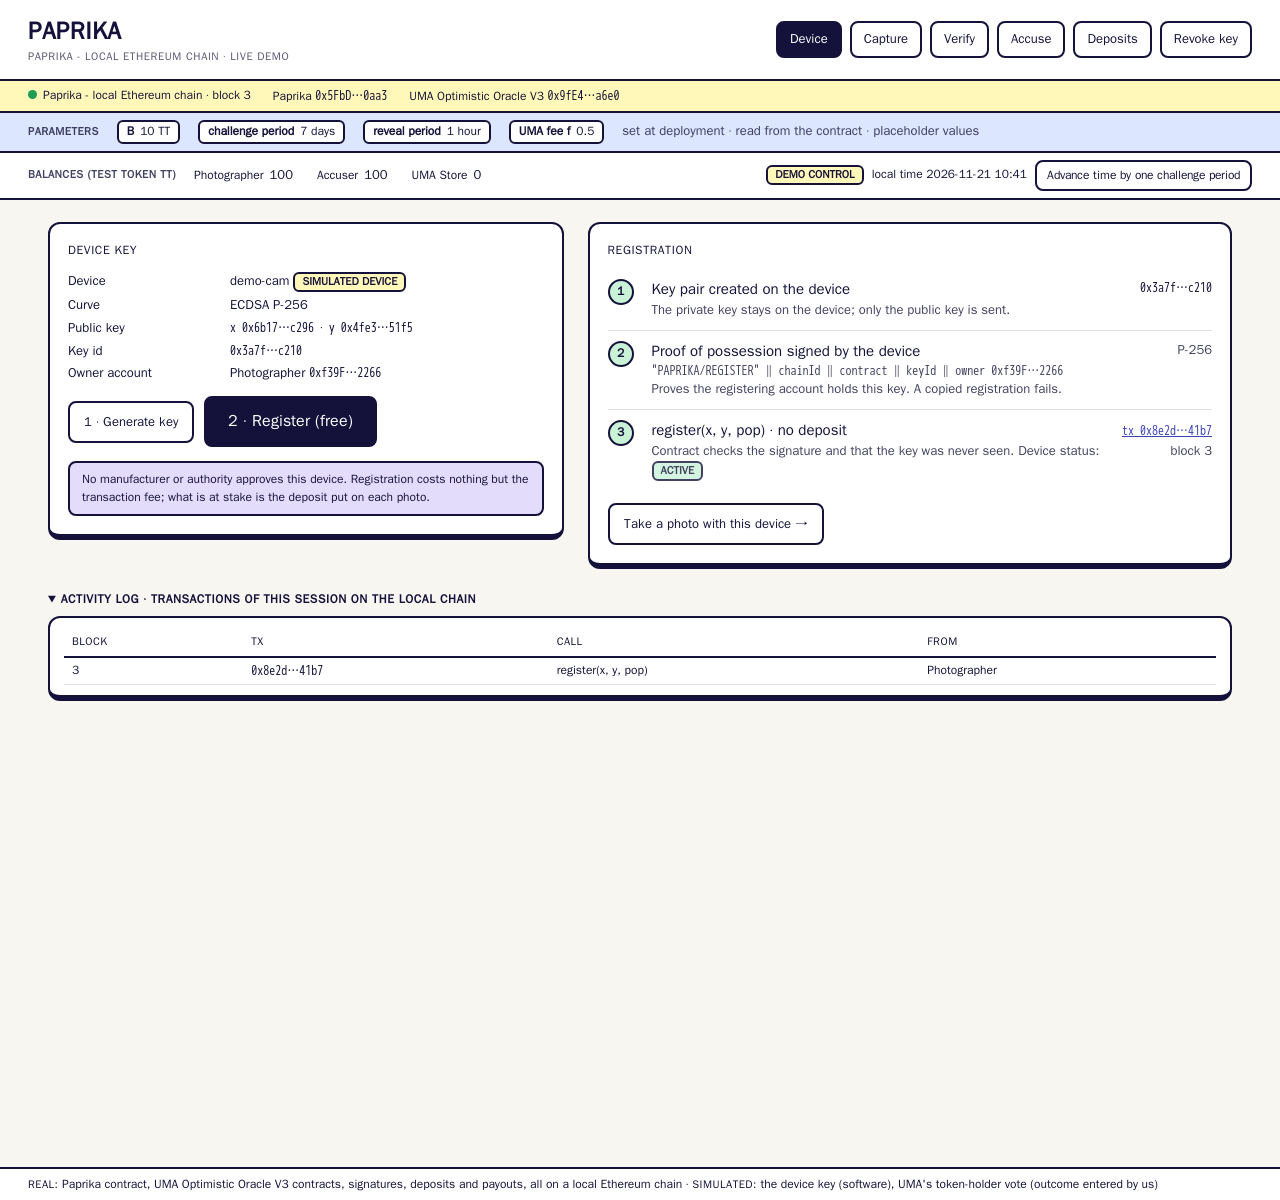 PAPRIKA
PAPRIKA - LOCAL ETHEREUM CHAIN · LIVE DEMO
Device Capture Verify Accuse Deposits Revoke key
Paprika - local Ethereum chain · block 3 Paprika 0x5FbD···0aa3 UMA Optimistic Oracle V3 0x9fE4···a6e0
PARAMETERS B 10 TT challenge period 7 days reveal period 1 hour UMA fee f 0.5 set at deployment · read from the contract · placeholder values
BALANCES (TEST TOKEN TT) Photographer 100 Accuser 100 UMA Store 0 DEMO CONTROL local time 2026-11-21 10:41 Advance time by one challenge period
DEVICE KEY
Device demo-cam SIMULATED DEVICE
Curve ECDSA P-256
Public key x 0x6b17···c296 · y 0x4fe3···51f5
Key id 0x3a7f···c210
Owner account Photographer 0xf39F···2266
1 · Generate key 2 · Register (free)
No manufacturer or authority approves this device. Registration costs nothing but the
transaction fee; what is at stake is the deposit put on each photo.
REGISTRATION
1 Key pair created on the device 0x3a7f···c210
The private key stays on the device; only the public key is sent.
2 Proof of possession signed by the device P-256
"PAPRIKA/REGISTER" ‖ chainId ‖ contract ‖ keyId ‖ owner 0xf39F···2266
Proves the registering account holds this key. A copied registration fails.
3 register(x, y, pop) · no deposit tx 0x8e2d···41b7
Contract checks the signature and that the key was never seen. Device status: block 3
ACTIVE
Take a photo with this device →
▼ ACTIVITY LOG · TRANSACTIONS OF THIS SESSION ON THE LOCAL CHAIN
BLOCK TX CALL FROM
3 0x8e2d···41b7 register(x, y, pop) Photographer
REAL: Paprika contract, UMA Optimistic Oracle V3 contracts, signatures, deposits and payouts, all on a local Ethereum chain · SIMULATED: the device key (software), UMA's token-holder vote (outcome entered by us)